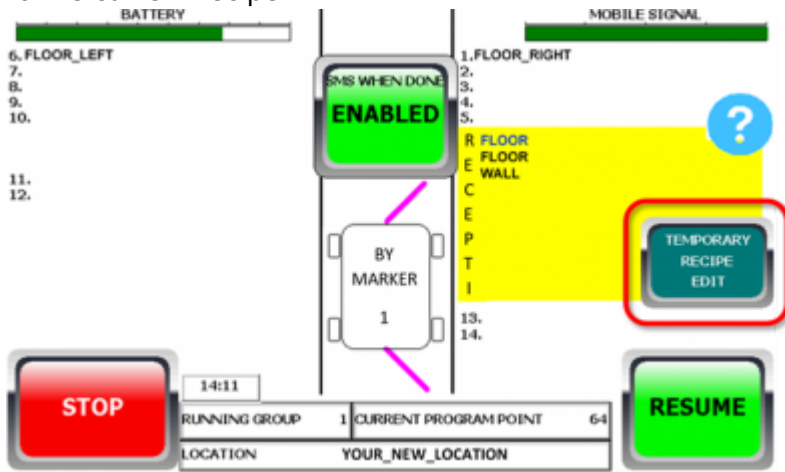 BATTERY
MOBILE SIGNAL
6. FLOOR_LEFT
7.
8.
9.
10.
11.
12.
SMS WHEN DONE
ENABLED
1.FLOOR_RIGHT
2.
3.
4.
5.
?
RECEPTI
FLOOR
FLOOR
WALL
TEMPORARY
RECIPE
EDIT
13.
14.
BY
MARKER
1
STOP
14:11
RESUME
RUNNING GROUP 1 CURRENT PROGRAM POINT 64
LOCATION YOUR_NEW_LOCATION